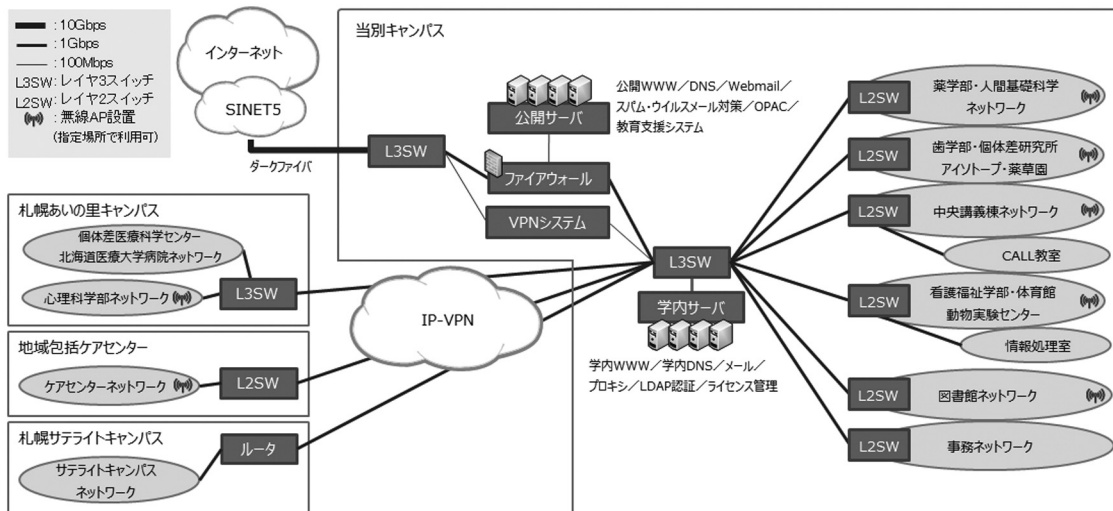 : 10Gbps
: 1Gbps
: 100Mbps
L3SW: レイヤ3スイッチ
L2SW: レイヤ2スイッチ
: 無線AP設置
(指定場所で利用可)
インターネット
SINET5
ダークファイバ
当別キャンパス
L3SW
公開サーバ
公開WWW/DNS/Webmail/
スパム・ウイルスメール対策/OPAC/
教育支援システム
ファイアウォール
VPNシステム
L3SW
学内サーバ
学内WWW/学内DNS/メール/
プロキシ/LDAP認証/ライセンス管理
L2SW
薬学部・人間基礎科学
ネットワーク
L2SW
歯学部・個体差研究所
アイソトープ・薬草園
L2SW
中央講義棟ネットワーク
CALL教室
L2SW
看護福祉学部・体育館
動物実験センター
情報処理室
L2SW
図書館ネットワーク
L2SW
事務ネットワーク
札幌あいの里キャンパス
個体差医療科学センター
北海道医療大学病院ネットワーク
心理科学部ネットワーク
L3SW
IP-VPN
地域包括ケアセンター
ケアセンターネットワーク
L2SW
札幌サテライトキャンパス
ルータ
サテライトキャンパス
ネットワーク